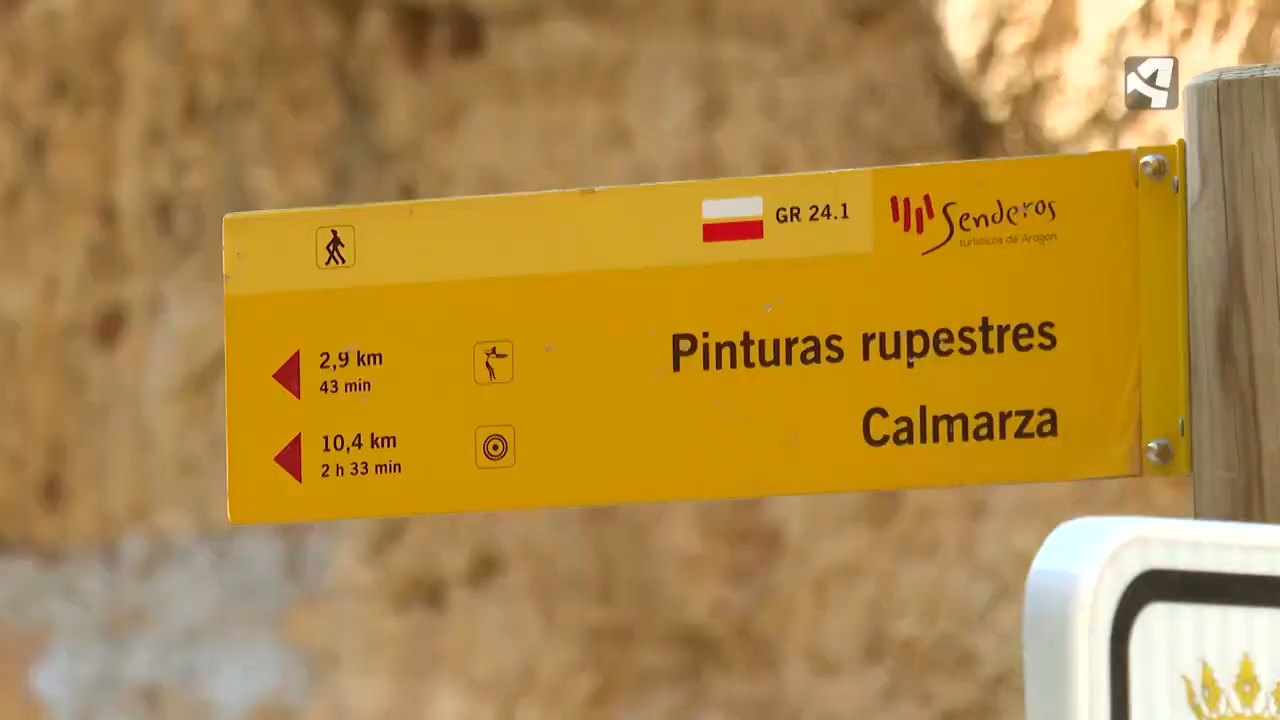 GR 24.1
Senderos
turísticos de Aragón
2,9 km
43 min
Pinturas rupestres
10,4 km
2 h 33 min
Calmarza